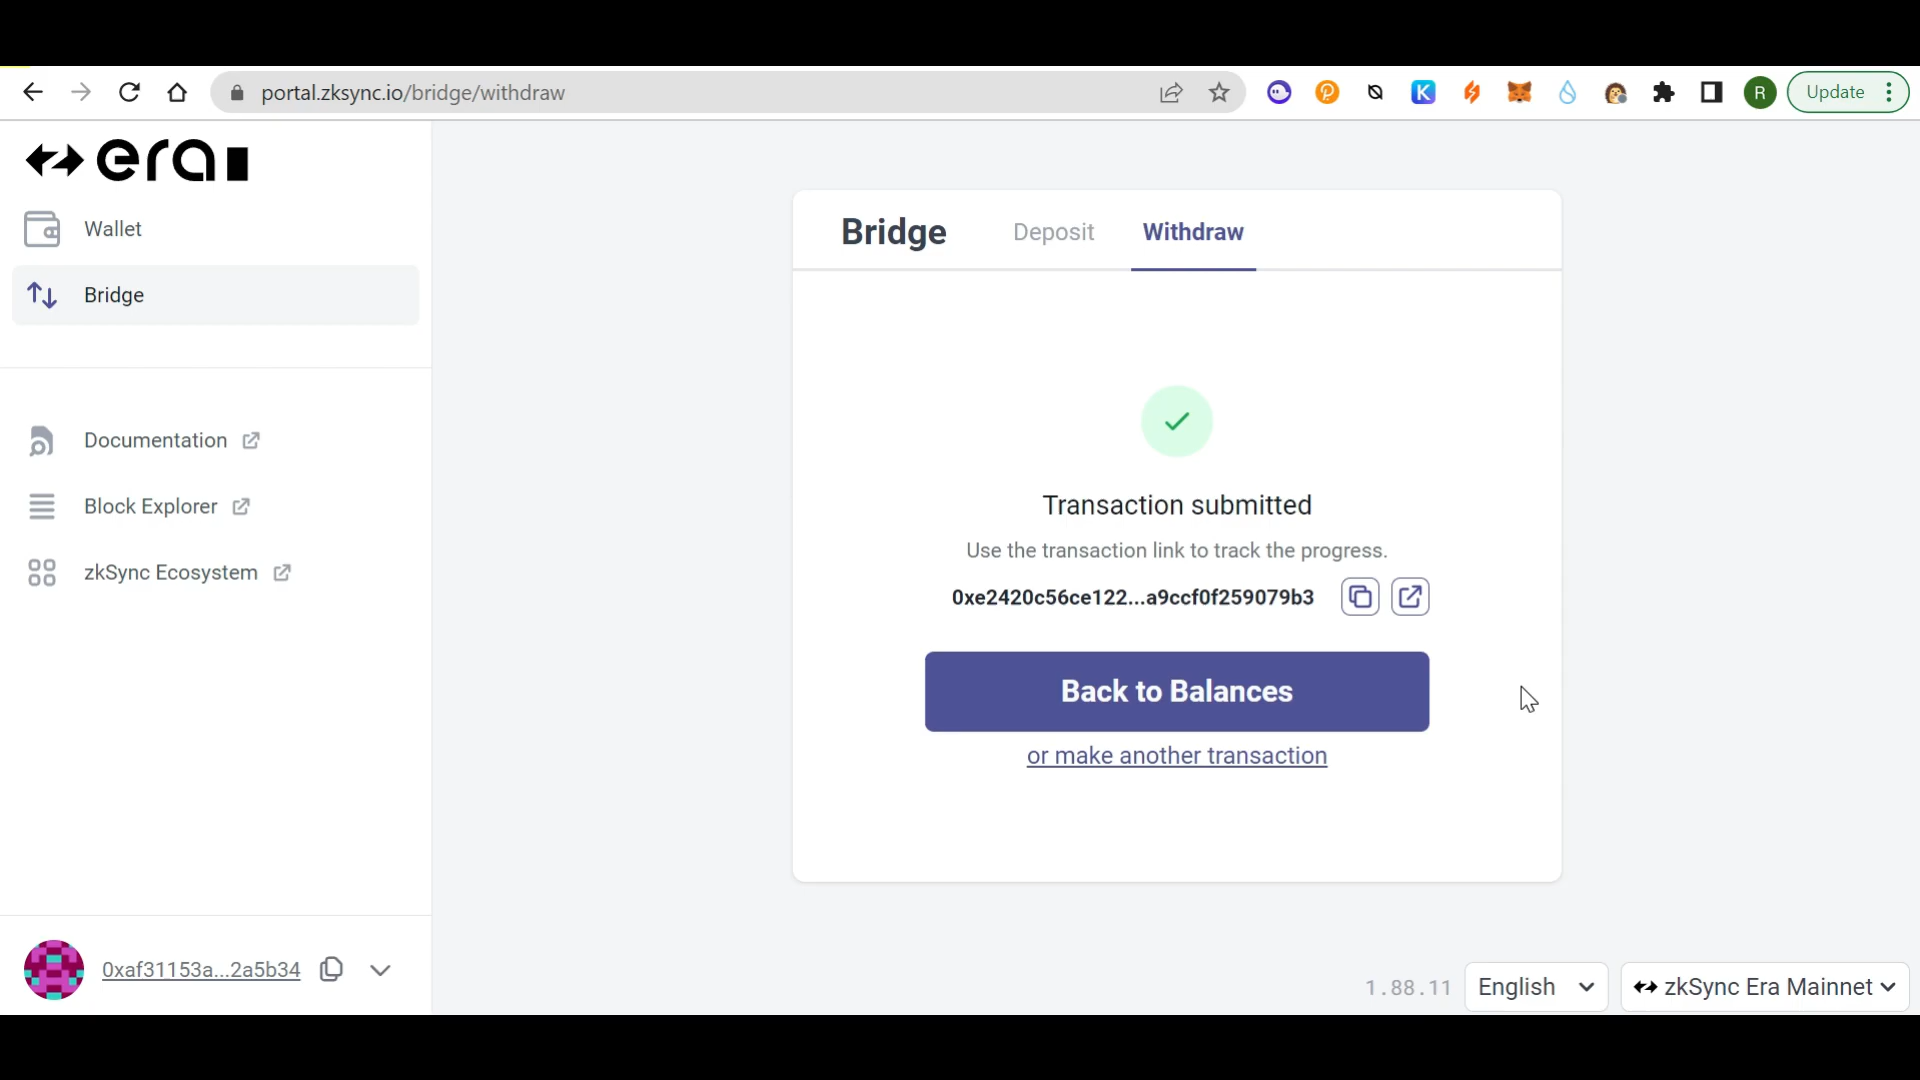 portal.zksync.io/bridge/withdraw
K
R
Update
era
Wallet
Bridge
Documentation
Block Explorer
zkSync Ecosystem
0xaf31153a...2a5b34
Bridge
Deposit
Withdraw
Transaction submitted
Use the transaction link to track the progress.
0xe2420c56ce122...a9ccf0f259079b3
Back to Balances
or make another transaction
1.88.11
English
zkSync Era Mainnet